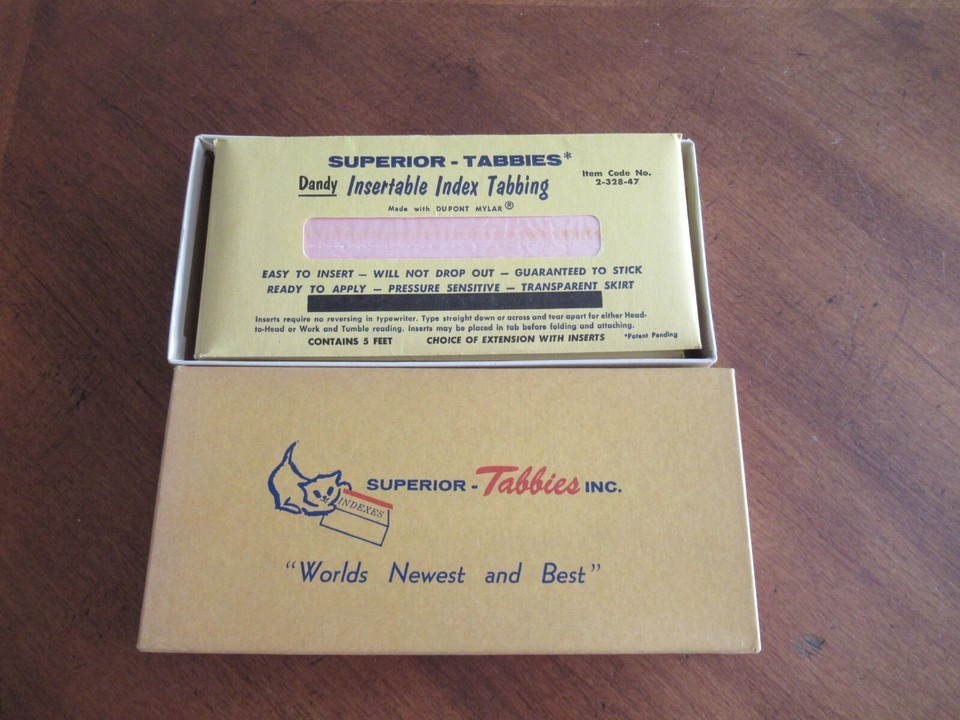 SUPERIOR - TABBIES*
Item Code No.
2-328-47
Dandy Insertable Index Tabbing
Made with DUPONT MYLAR®
EASY TO INSERT — WILL NOT DROP OUT — GUARANTEED TO STICK
READY TO APPLY — PRESSURE SENSITIVE — TRANSPARENT SKIRT
Inserts require no reversing in typewriter. Type straight down or across and tear apart for either Head-
to-Head or Work and Tumble reading. Inserts may be placed in tab before folding and attaching.
CONTAINS 5 FEET CHOICE OF EXTENSION WITH INSERTS *Patent Pending
SUPERIOR - Tabbies INC.
INDEXES
"Worlds Newest and Best"